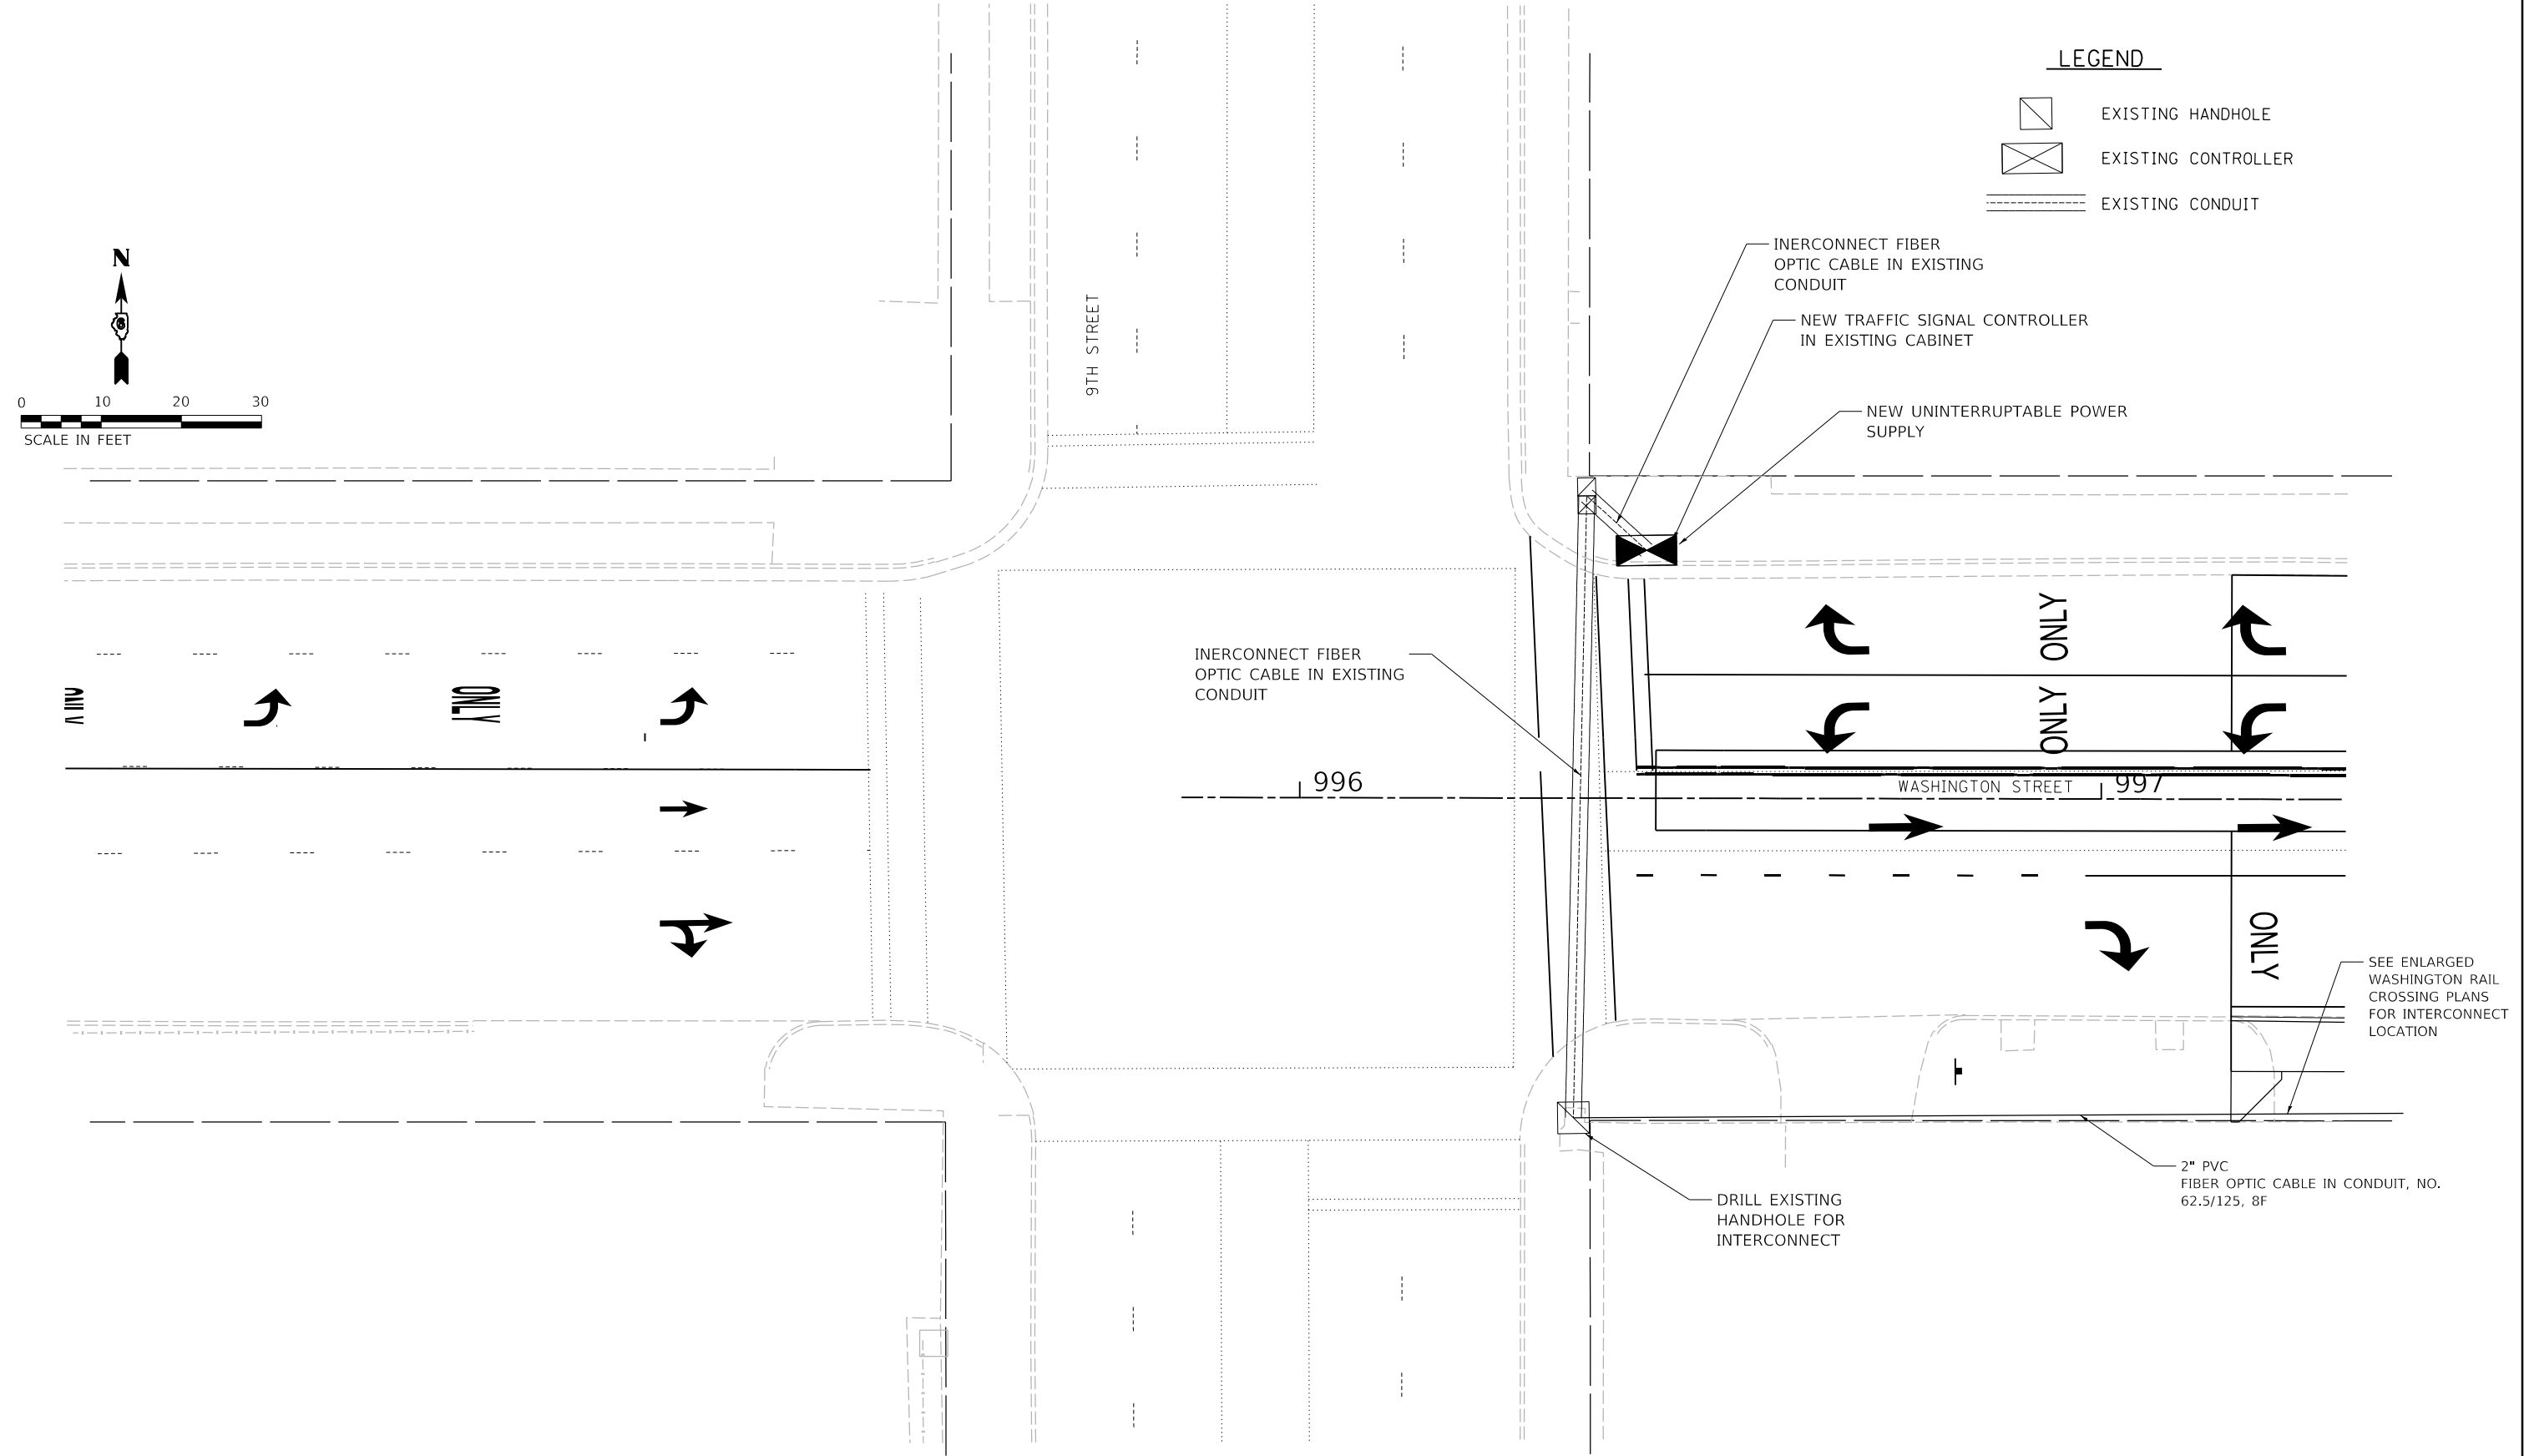 LEGEND
EXISTING HANDHOLE
EXISTING CONTROLLER
EXISTING CONDUIT
N
6
0 10 20 30
SCALE IN FEET
9TH STREET
INERCONNECT FIBER
OPTIC CABLE IN EXISTING
CONDUIT
NEW TRAFFIC SIGNAL CONTROLLER
IN EXISTING CABINET
NEW UNINTERRUPTABLE POWER
SUPPLY
ONLY
ONLY
ONLY
INERCONNECT FIBER
OPTIC CABLE IN EXISTING
CONDUIT
996
WASHINGTON STREET
997
ONLY
SEE ENLARGED
WASHINGTON RAIL
CROSSING PLANS
FOR INTERCONNECT
LOCATION
2" PVC
FIBER OPTIC CABLE IN CONDUIT, NO.
62.5/125, 8F
DRILL EXISTING
HANDHOLE FOR
INTERCONNECT